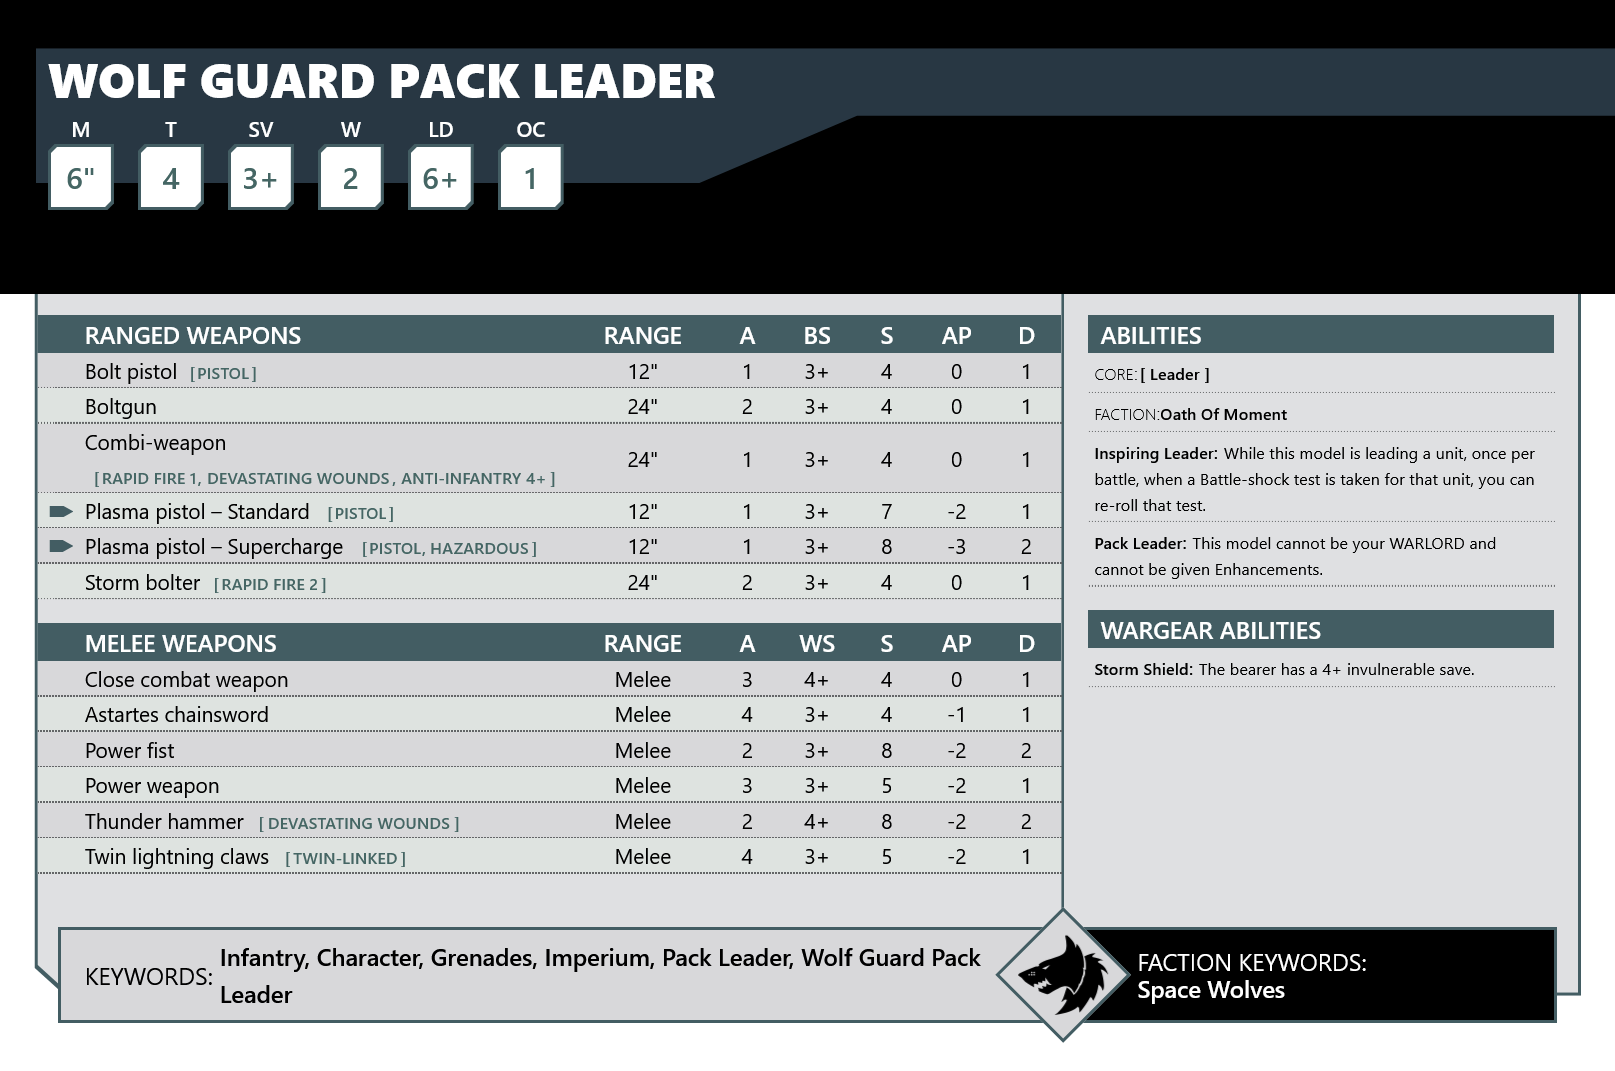 WOLF GUARD PACK LEADER
M T SV W LD OC
6" 4 3+ 2 6+ 1
RANGED WEAPONS RANGE A BS S AP D
Bolt pistol [PISTOL] 12" 1 3+ 4 0 1
Boltgun 24" 2 3+ 4 0 1
Combi-weapon
[RAPID FIRE 1, DEVASTATING WOUNDS, ANTI-INFANTRY 4+] 24" 1 3+ 4 0 1
Plasma pistol – Standard [PISTOL] 12" 1 3+ 7 -2 1
Plasma pistol – Supercharge [PISTOL, HAZARDOUS] 12" 1 3+ 8 -3 2
Storm bolter [RAPID FIRE 2] 24" 2 3+ 4 0 1
MELEE WEAPONS RANGE A WS S AP D
Close combat weapon Melee 3 4+ 4 0 1
Astartes chainsword Melee 4 3+ 4 -1 1
Power fist Melee 2 3+ 8 -2 2
Power weapon Melee 3 3+ 5 -2 1
Thunder hammer [DEVASTATING WOUNDS] Melee 2 4+ 8 -2 2
Twin lightning claws [TWIN-LINKED] Melee 4 3+ 5 -2 1
ABILITIES
CORE:[ Leader ]
FACTION:Oath Of Moment
Inspiring Leader: While this model is leading a unit, once per
battle, when a Battle-shock test is taken for that unit, you can
re-roll that test.
Pack Leader: This model cannot be your WARLORD and
cannot be given Enhancements.
WARGEAR ABILITIES
Storm Shield: The bearer has a 4+ invulnerable save.
KEYWORDS: Infantry, Character, Grenades, Imperium, Pack Leader, Wolf Guard Pack
Leader
FACTION KEYWORDS:
Space Wolves